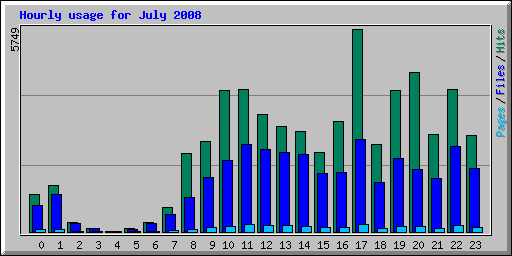 Hourly usage for July 2008
5749
Pages / Files / Hits
0 1 2 3 4 5 6 7 8 9 10 11 12 13 14 15 16 17 18 19 20 21 22 23